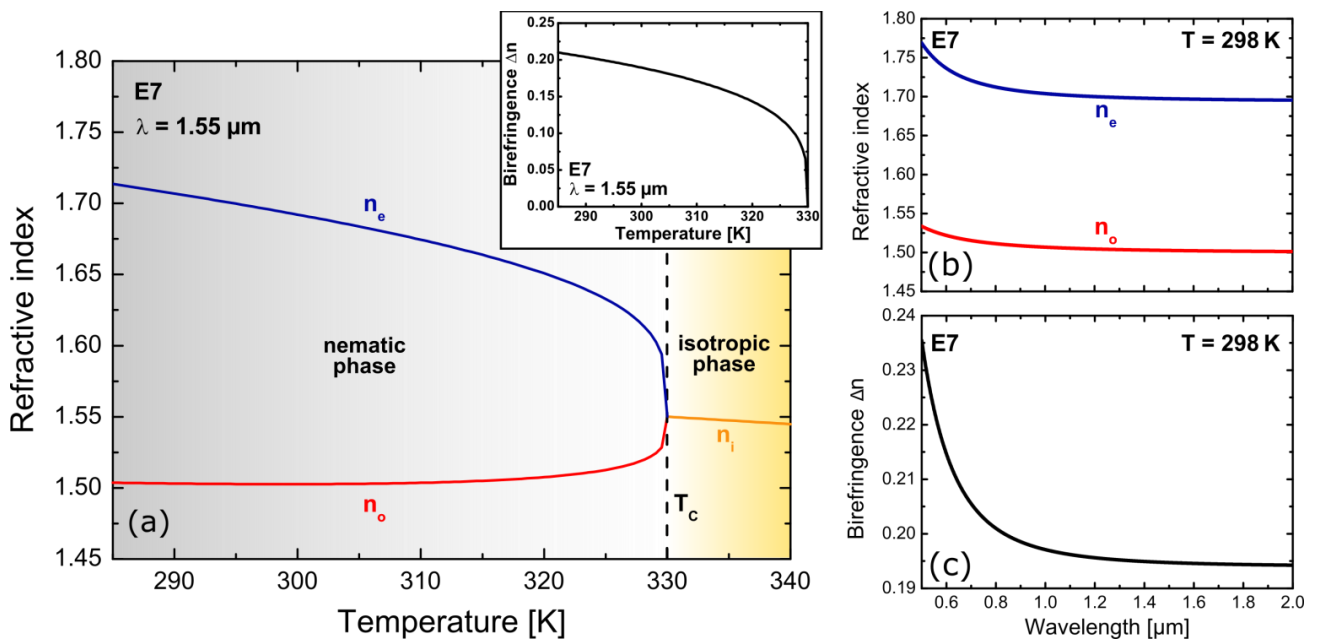 1.80
1.75
1.70
1.65
1.60
1.55
1.50
1.45
Refractive index
E7
λ = 1.55 µm
n_e
nematic
phase
isotropic
phase
n_i
n_o
T_C
(a)
290
300
310
320
330
340
Temperature [K]
0.25
0.20
0.15
0.10
0.05
0.00
Birefringence Δn
E7
λ = 1.55 µm
290
300
310
320
330
Temperature [K]
1.80
1.75
1.70
1.65
1.60
1.55
1.50
1.45
Refractive index
E7
T = 298 K
n_e
n_o
(b)
0.24
0.23
0.22
0.21
0.20
0.19
Birefringence Δn
E7
T = 298 K
(c)
0.6
0.8
1.0
1.2
1.4
1.6
1.8
2.0
Wavelength [µm]